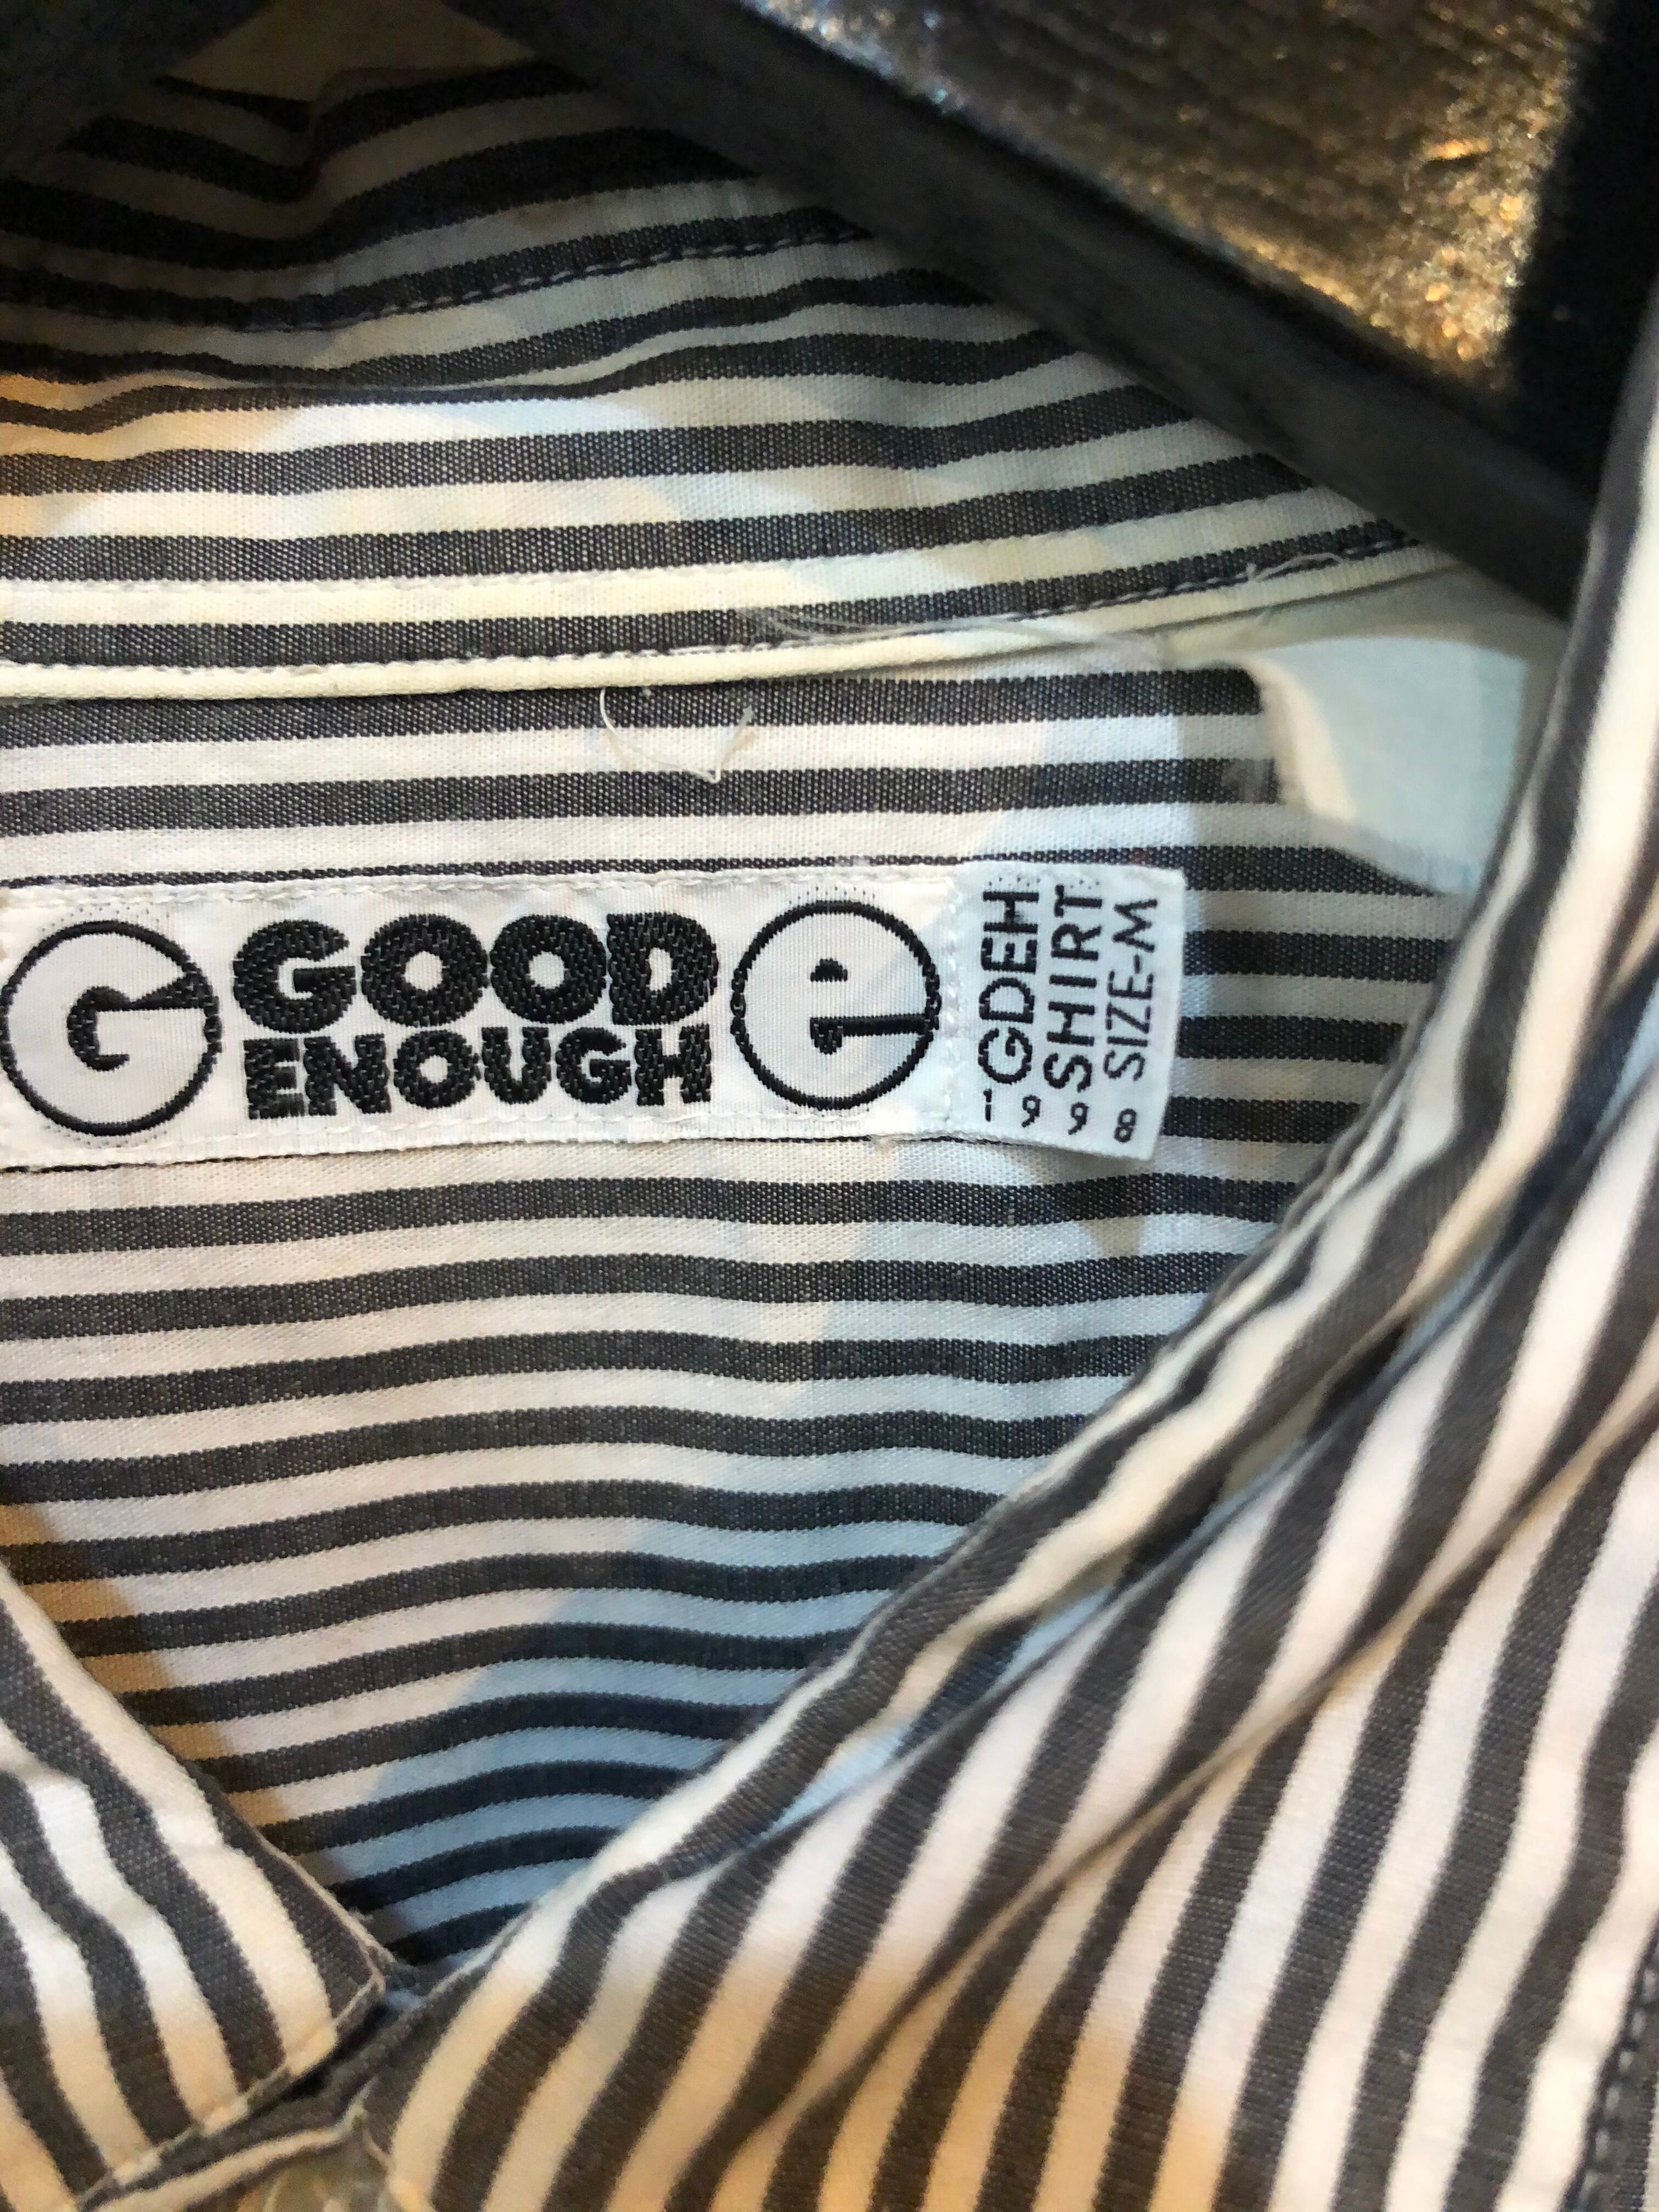 G
GOOD
ENOUGH
e
GDEH
SHIRT
SIZE-M
1998